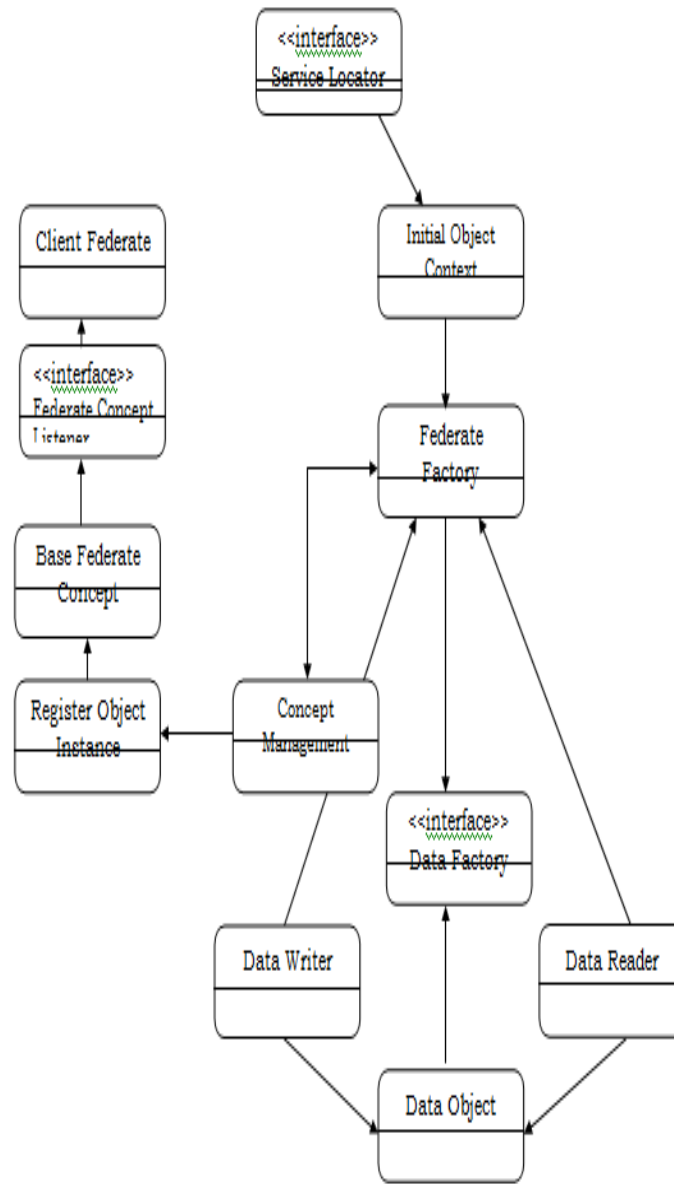 <<interface>>
Service Locator
Initial Object
Context
Client Federate
<<interface>>
Federate Concept
Listener
Federate
Factory
Base Federate
Concept
Register Object
Instance
Concept
Management
<<interface>>
Data Factory
Data Writer
Data Reader
Data Object